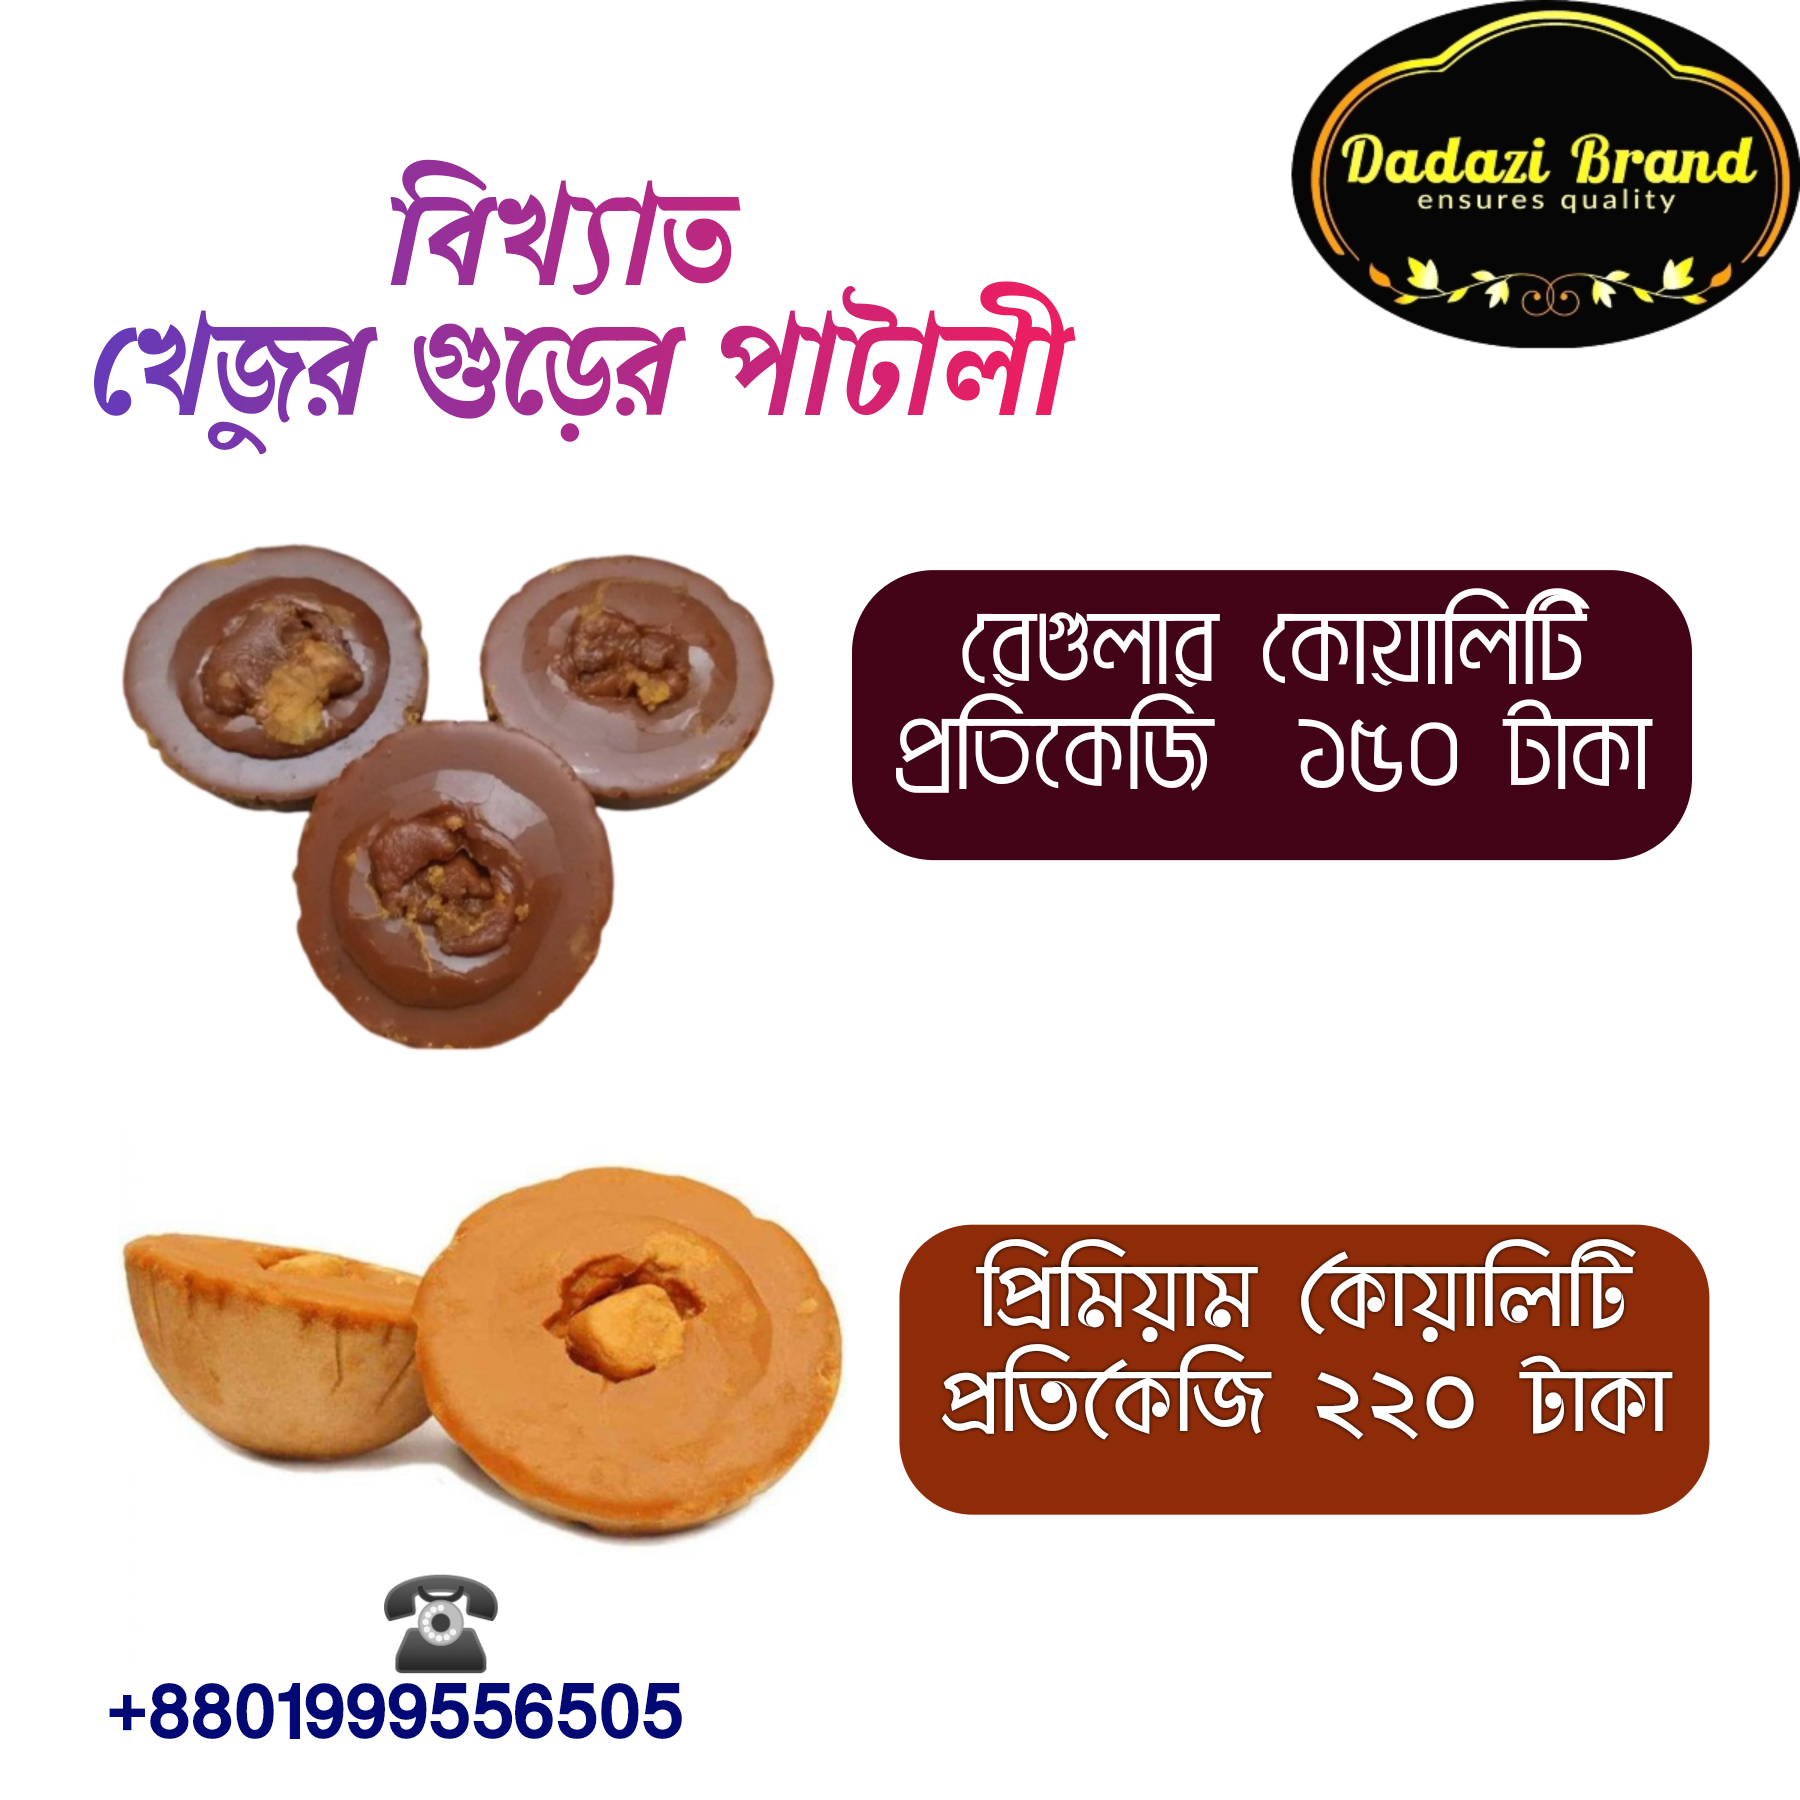 Dadazi Brand
ensures quality
বিখ্যাত
খেজুর গুড়ের পাটালী
রেগুলার কোয়ালিটি
প্রতিকেজি ১৫০ টাকা
প্রিমিয়াম কোয়ালিটি
প্রতিকেজি ২২০ টাকা
+8801999556505